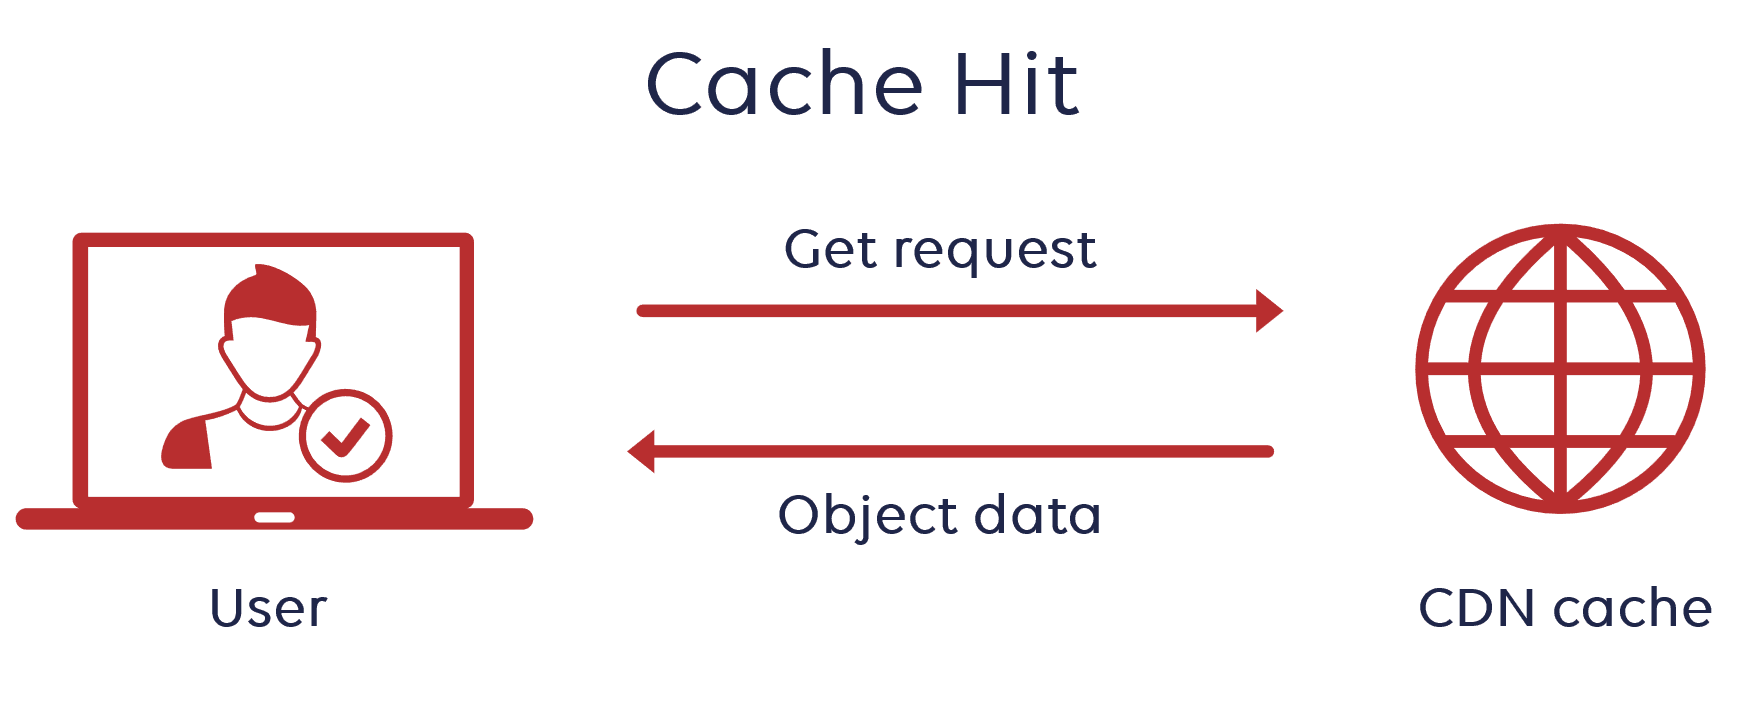 Cache Hit
Get request
Object data
User
CDN cache